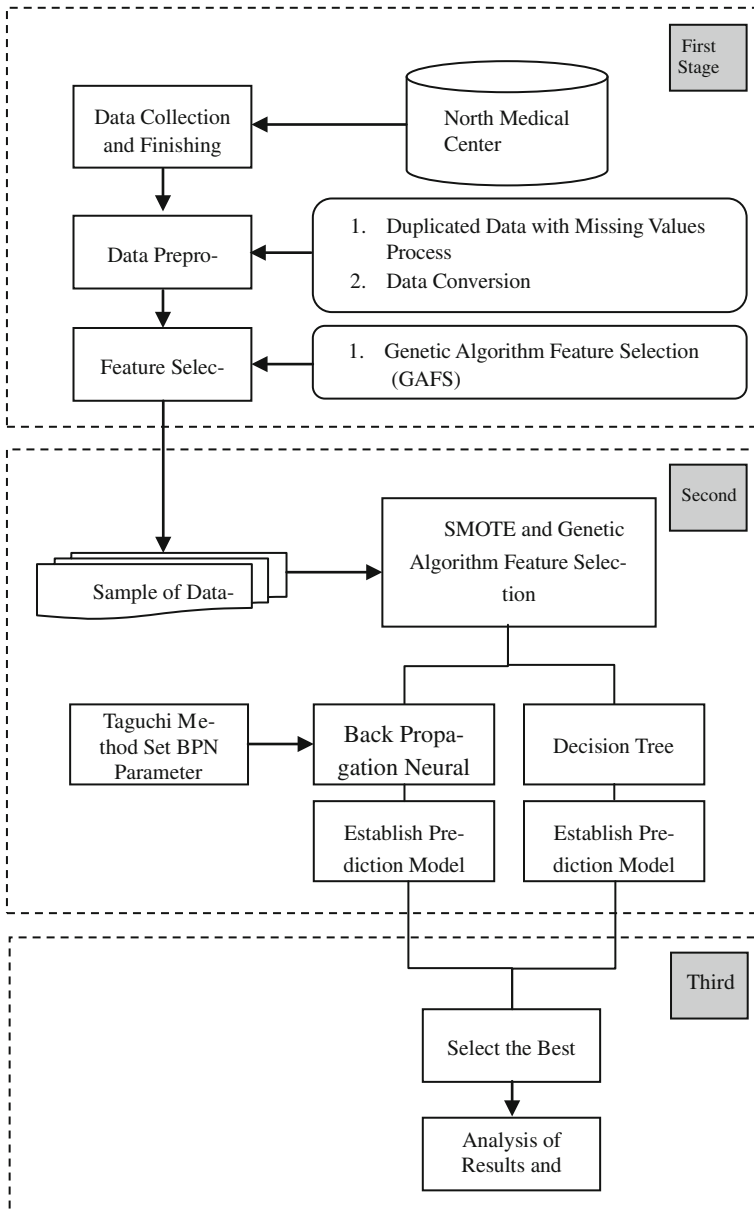 First
Stage
Data Collection
and Finishing
North Medical
Center
Data Prepro-
1. Duplicated Data with Missing Values
Process
2. Data Conversion
Feature Selec-
1. Genetic Algorithm Feature Selection
(GAFS)
Second
SMOTE and Genetic
Algorithm Feature Selec-
tion
Sample of Data-
Taguchi Me-
thod Set BPN
Parameter
Back Propa-
gation Neural
Decision Tree
Establish Pre-
diction Model
Establish Pre-
diction Model
Third
Select the Best
Analysis of
Results and